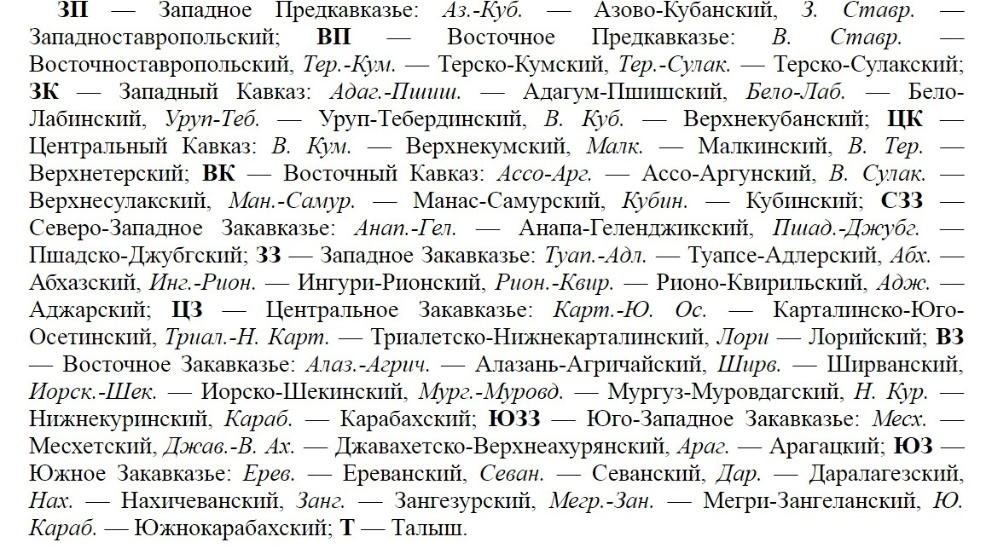 ЗП — Западное Предкавказье: Аз.-Куб. — Азово-Кубанский, З. Ставр. —
Западноставропольский; ВП — Восточное Предкавказье: В. Ставр. —
Восточноставропольский, Тер.-Кум. — Терско-Кумский, Тер.-Сулак. — Терско-Сулакский;
ЗК — Западный Кавказ: Адаг.-Пшиш. — Адагум-Пшишский, Бело-Лаб. — Бело-
Лабинский, Уруп-Теб. — Уруп-Тебердинский, В. Куб. — Верхнекубанский; ЦК —
Центральный Кавказ: В. Кум. — Верхнекумский, Малк. — Малкинский, В. Тер. —
Верхнетерский; ВК — Восточный Кавказ: Ассо-Арг. — Ассо-Аргунский, В. Сулак. —
Верхнесулакский, Ман.-Самур. — Манас-Самурский, Кубин. — Кубинский; СЗЗ —
Северо-Западное Закавказье: Анап.-Гел. — Анапа-Геленджикский, Пшад.-Джубг. —
Пшадско-Джубгский; ЗЗ — Западное Закавказье: Туап.-Адл. — Туапсе-Адлерский, Абх. —
Абхазский, Инг.-Рион. — Ингури-Рионский, Рион.-Квир. — Рионо-Квирильский, Адж. —
Аджарский; ЦЗ — Центральное Закавказье: Карт.-Ю. Ос. — Карталинско-Юго-
Осетинский, Триал.-Н. Карт. — Триалетско-Нижнекарталинский, Лори — Лорийский; ВЗ
— Восточное Закавказье: Алаз.-Агрич. — Алазань-Агричайский, Ширв. — Ширванский,
Иорск.-Шек. — Иорско-Шекинский, Мург.-Муровд. — Мургуз-Муровдагский, Н. Кур. —
Нижнекуринский, Караб. — Карабахский; ЮЗЗ — Юго-Западное Закавказье: Месх. —
Месхетский, Джав.-В. Ах. — Джавахетско-Верхнеахурянский, Араг. — Арагацкий; ЮЗ —
Южное Закавказье: Ерев. — Ереванский, Севан. — Севанский, Дар. — Даралагезский,
Нах. — Нахичеванский, Занг. — Зангезурский, Мегр.-Зан. — Мегри-Зангеланский, Ю.
Караб. — Южнокарабахский; Т — Талыш.